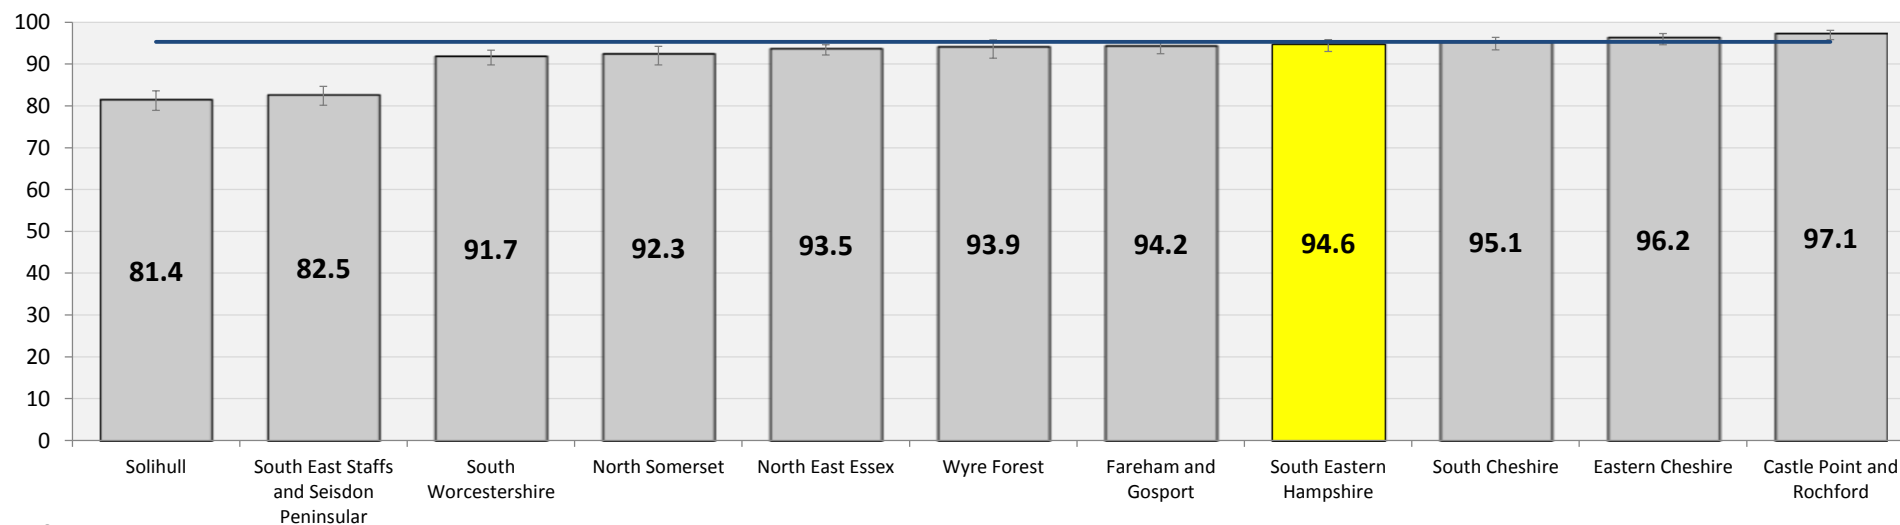 100
90
80
70
60
50
40
30
20
10
0
81.4
82.5
91.7
92.3
93.5
93.9
94.2
94.6
95.1
96.2
97.1
Solihull
South East Staffs
and Seisdon
Peninsular
South
Worcestershire
North Somerset
North East Essex
Wyre Forest
Fareham and
Gosport
South Eastern
Hampshire
South Cheshire
Eastern Cheshire
Castle Point and
Rochford